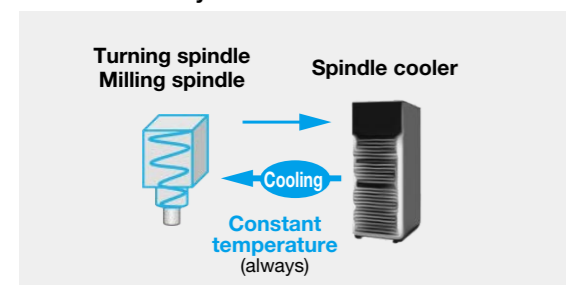 Turning spindle
Milling spindle
Spindle cooler
Cooling
Constant
temperature
(always)